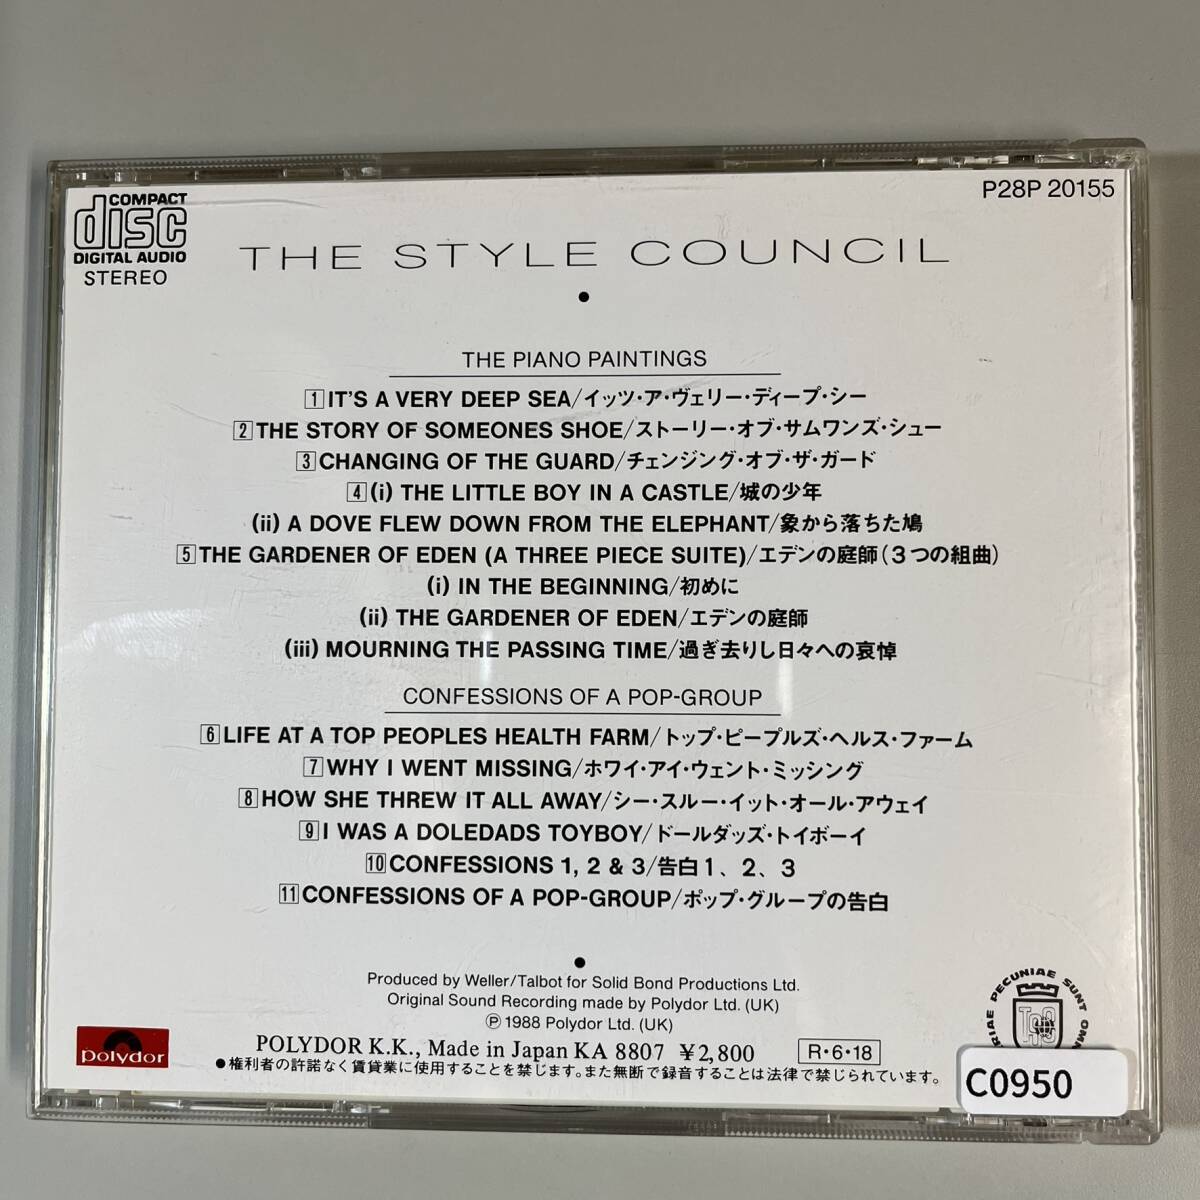 COMPACT
disc
DIGITAL AUDIO
STEREO
P28P 20155
THE STYLE COUNCIL
•
THE PIANO PAINTINGS
1 IT'S A VERY DEEP SEA/イッツ・ア・ヴェリー・ディープ・シー
2 THE STORY OF SOMEONES SHOE/ストーリー・オブ・サムワンズ・シュー
3 CHANGING OF THE GUARD/チェンジング・オブ・ザ・ガード
4 (i) THE LITTLE BOY IN A CASTLE/城の少年
(ii) A DOVE FLEW DOWN FROM THE ELEPHANT/象から落ちた鳩
5 THE GARDENER OF EDEN (A THREE PIECE SUITE)/エデンの庭師(3つの組曲)
(i) IN THE BEGINNING/初めに
(ii) THE GARDENER OF EDEN/エデンの庭師
(iii) MOURNING THE PASSING TIME/過ぎ去りし日々への哀悼
CONFESSIONS OF A POP-GROUP
6 LIFE AT A TOP PEOPLES HEALTH FARM/トップ・ピープルズ・ヘルス・ファーム
7 WHY I WENT MISSING/ホワイ・アイ・ウェント・ミッシング
8 HOW SHE THREW IT ALL AWAY/シー・スルー・イット・オール・アウェイ
9 I WAS A DOLEDADS TOYBOY/ドールダッズ・トイボーイ
10 CONFESSIONS 1, 2 & 3/告白1、2、3
11 CONFESSIONS OF A POP-GROUP/ポップ・グループの告白
•
Produced by Weller/Talbot for Solid Bond Productions Ltd.
Original Sound Recording made by Polydor Ltd. (UK)
Ⓟ 1988 Polydor Ltd. (UK)
polydor
POLYDOR K.K., Made in Japan KA 8807 ¥2,800
R・6・18
●権利者の許諾なく賃貸業に使用することを禁じます。また無断で録音することは法律で禁じられています。
PECUNIAE SUNT
C0950